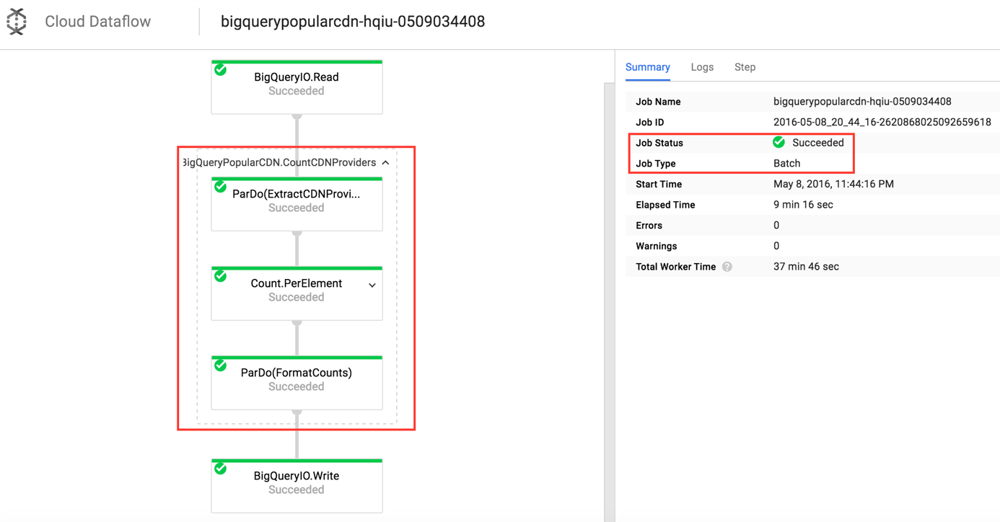 Cloud Dataflow
bigquerypopularcdn-hqiu-0509034408
BigQueryIO.Read
Succeeded
BigQueryPopularCDN.CountCDNProviders
ParDo(ExtractCDNProvi...
Succeeded
Count.PerElement
Succeeded
ParDo(FormatCounts)
Succeeded
BigQueryIO.Write
Succeeded
Summary Logs Step
Job Name bigquerypopularcdn-hqiu-0509034408
Job ID 2016-05-08_20_44_16-2620868025092659618
Job Status Succeeded
Job Type Batch
Start Time May 8, 2016, 11:44:16 PM
Elapsed Time 9 min 16 sec
Errors 0
Warnings 0
Total Worker Time ? 37 min 46 sec